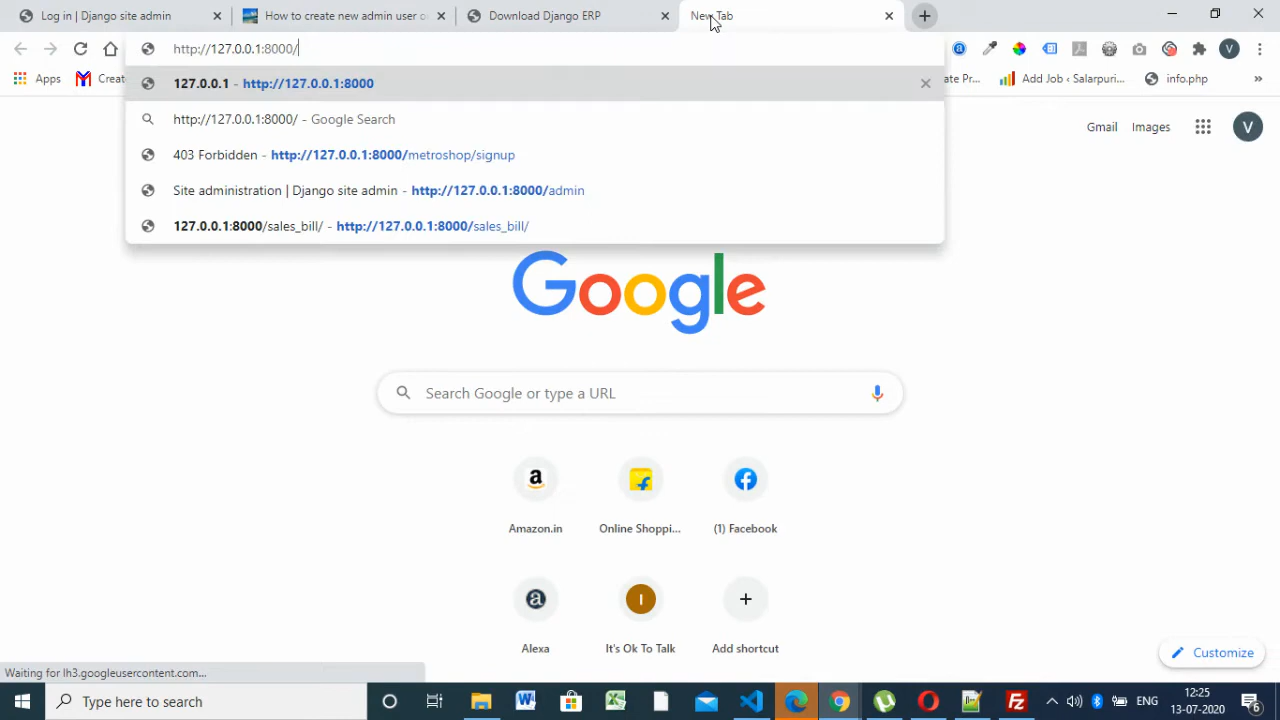 Log in | Django site admin
How to create new admin user o
Download Django ERP
New Tab
http://127.0.0.1:8000/
Apps
Creat
127.0.0.1 - http://127.0.0.1:8000
ate Pr...
Add Job ‹ Salarpuri...
info.php
»
http://127.0.0.1:8000/ - Google Search
Gmail
Images
V
403 Forbidden - http://127.0.0.1:8000/metroshop/signup
Site administration | Django site admin - http://127.0.0.1:8000/admin
127.0.0.1:8000/sales_bill/ - http://127.0.0.1:8000/sales_bill/
Google
Search Google or type a URL
Amazon.in
Online Shoppi...
(1) Facebook
Alexa
It's Ok To Talk
Add shortcut
Customize
Waiting for lh3.googleusercontent.com...
Type here to search
ENG
12:25
13-07-2020
6